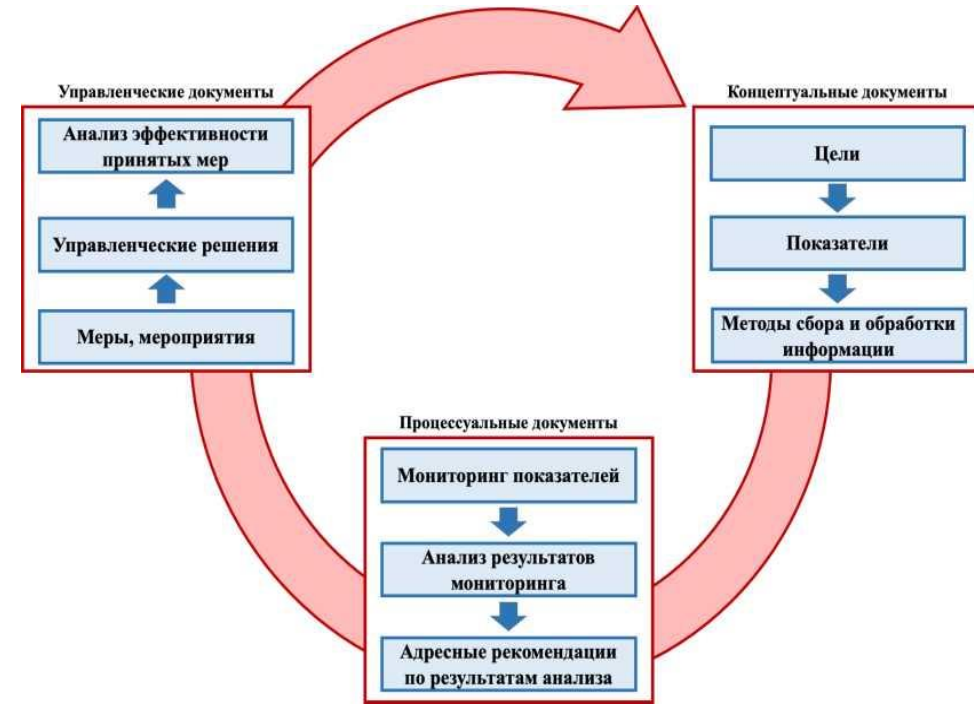 Управленческие документы
Анализ эффективности
принятых мер
Управленческие решения
Меры, мероприятия
Концептуальные документы
Цели
Показатели
Методы сбора и обработки
информации
Процессуальные документы
Мониторинг показателей
Анализ результатов
мониторинга
Адресные рекомендации
по результатам анализа